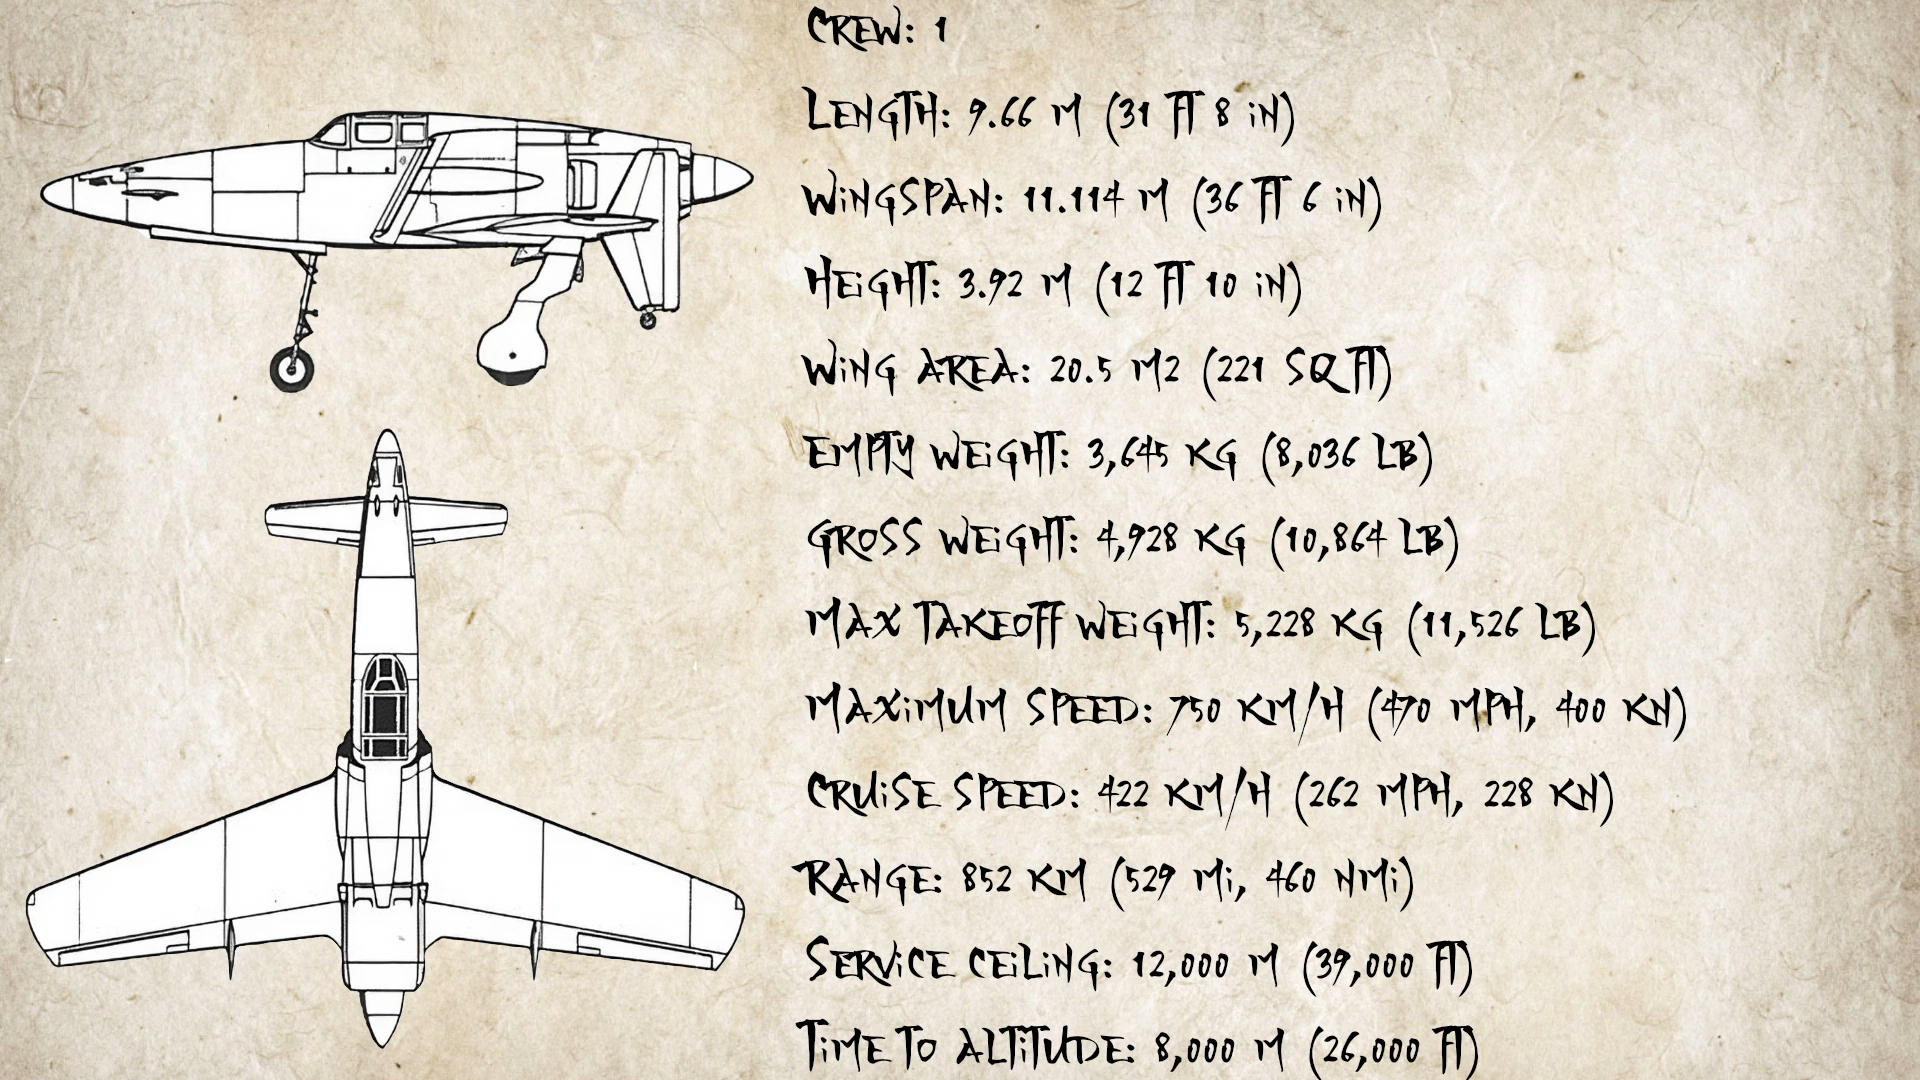 CREW: 1
LENGTH: 9.66 M (31 FT 8 IN)
WINGSPAN: 11.114 M (36 FT 6 IN)
HEIGHT: 3.92 M (12 FT 10 IN)
WING AREA: 20.5 M2 (221 SQ FT)
EMPTY WEIGHT: 3,645 KG (8,036 LB)
GROSS WEIGHT: 4,928 KG (10,864 LB)
MAX TAKEOFF WEIGHT: 5,228 KG (11,526 LB)
MAXIMUM SPEED: 750 KM/H (470 MPH, 400 KN)
CRUISE SPEED: 422 KM/H (262 MPH, 228 KN)
RANGE: 852 KM (529 MI, 460 NMI)
SERVICE CEILING: 12,000 M (39,000 FT)
TIME TO ALTITUDE: 8,000 M (26,000 FT)